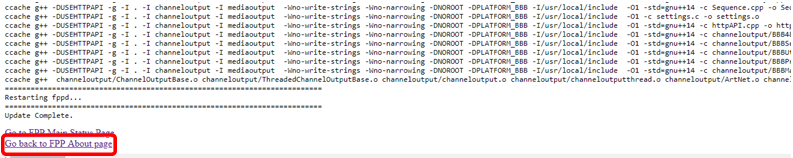 ccache g++ -DUSEHTTPAPI -g -I . -I channeloutput -I mediaoutput -Wno-write-strings -Wno-narrowing -DNOROOT -DPLATFORM_BBB -I/usr/local/include -O1 -std=gnu++14 -c Sequence.cpp -o Se
ccache g++ -DUSEHTTPAPI -g -I . -I channeloutput -I mediaoutput -Wno-write-strings -Wno-narrowing -DNOROOT -DPLATFORM_BBB -I/usr/local/include -O1 -c settings.c -o settings.o
ccache g++ -DUSEHTTPAPI -g -I . -I channeloutput -I mediaoutput -Wno-write-strings -Wno-narrowing -DNOROOT -DPLATFORM_BBB -I/usr/local/include -O1 -std=gnu++14 -c httpAPI.cpp -o http
ccache g++ -DUSEHTTPAPI -g -I . -I channeloutput -I mediaoutput -Wno-write-strings -Wno-narrowing -DNOROOT -DPLATFORM_BBB -I/usr/local/include -O1 -std=gnu++14 -c channeloutput/BBB48
ccache g++ -DUSEHTTPAPI -g -I . -I channeloutput -I mediaoutput -Wno-write-strings -Wno-narrowing -DNOROOT -DPLATFORM_BBB -I/usr/local/include -O1 -std=gnu++14 -c channeloutput/BBBSe
ccache g++ -DUSEHTTPAPI -g -I . -I channeloutput -I mediaoutput -Wno-write-strings -Wno-narrowing -DNOROOT -DPLATFORM_BBB -I/usr/local/include -O1 -std=gnu++14 -c channeloutput/BBBUt
ccache g++ -DUSEHTTPAPI -g -I . -I channeloutput -I mediaoutput -Wno-write-strings -Wno-narrowing -DNOROOT -DPLATFORM_BBB -I/usr/local/include -O1 -std=gnu++14 -c channeloutput/BBBPr
ccache g++ -DUSEHTTPAPI -g -I . -I channeloutput -I mediaoutput -Wno-write-strings -Wno-narrowing -DNOROOT -DPLATFORM_BBB -I/usr/local/include -O1 -std=gnu++14 -c channeloutput/BBBMa
ccache g++ channeloutput/ChannelOutputBase.o channeloutput/ThreadedChannelOutputBase.o channeloutput/channeloutput.o channeloutput/channeloutputthread.o channeloutput/ArtNet.o channel
======================================================================
Restarting fppd...
======================================================================
Update Complete.
Go to FPP Main Status Page
Go back to FPP About page